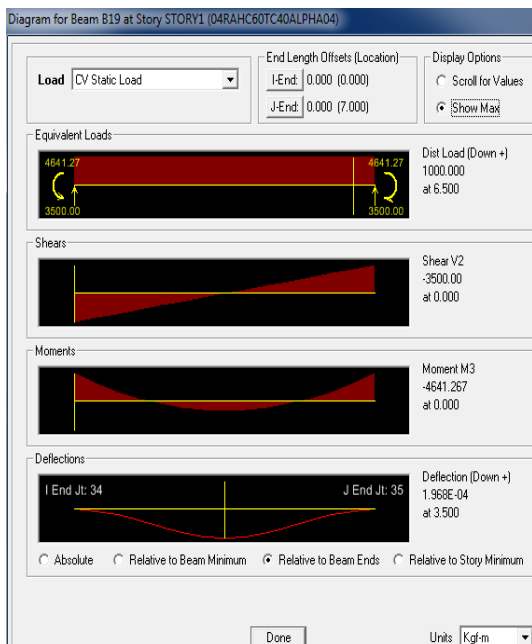 Diagram for Beam B19 at Story STORY1 (04RAHC60TC40ALPHA04)
Load CV Static Load
End Length Offsets (Location)
I-End: 0.000 (0.000)
J-End: 0.000 (7.000)
Display Options
Scroll for Values
Show Max
Equivalent Loads
4641.27 4641.27
3500.00 3500.00
Dist Load (Down +)
1000.000
at 6.500
Shears
Shear V2
-3500.00
at 0.000
Moments
Moment M3
-4641.267
at 0.000
Deflections
I End Jt: 34 J End Jt: 35
Deflection (Down +)
1.968E-04
at 3.500
Absolute Relative to Beam Minimum Relative to Beam Ends Relative to Story Minimum
Done
Units Kgf-m